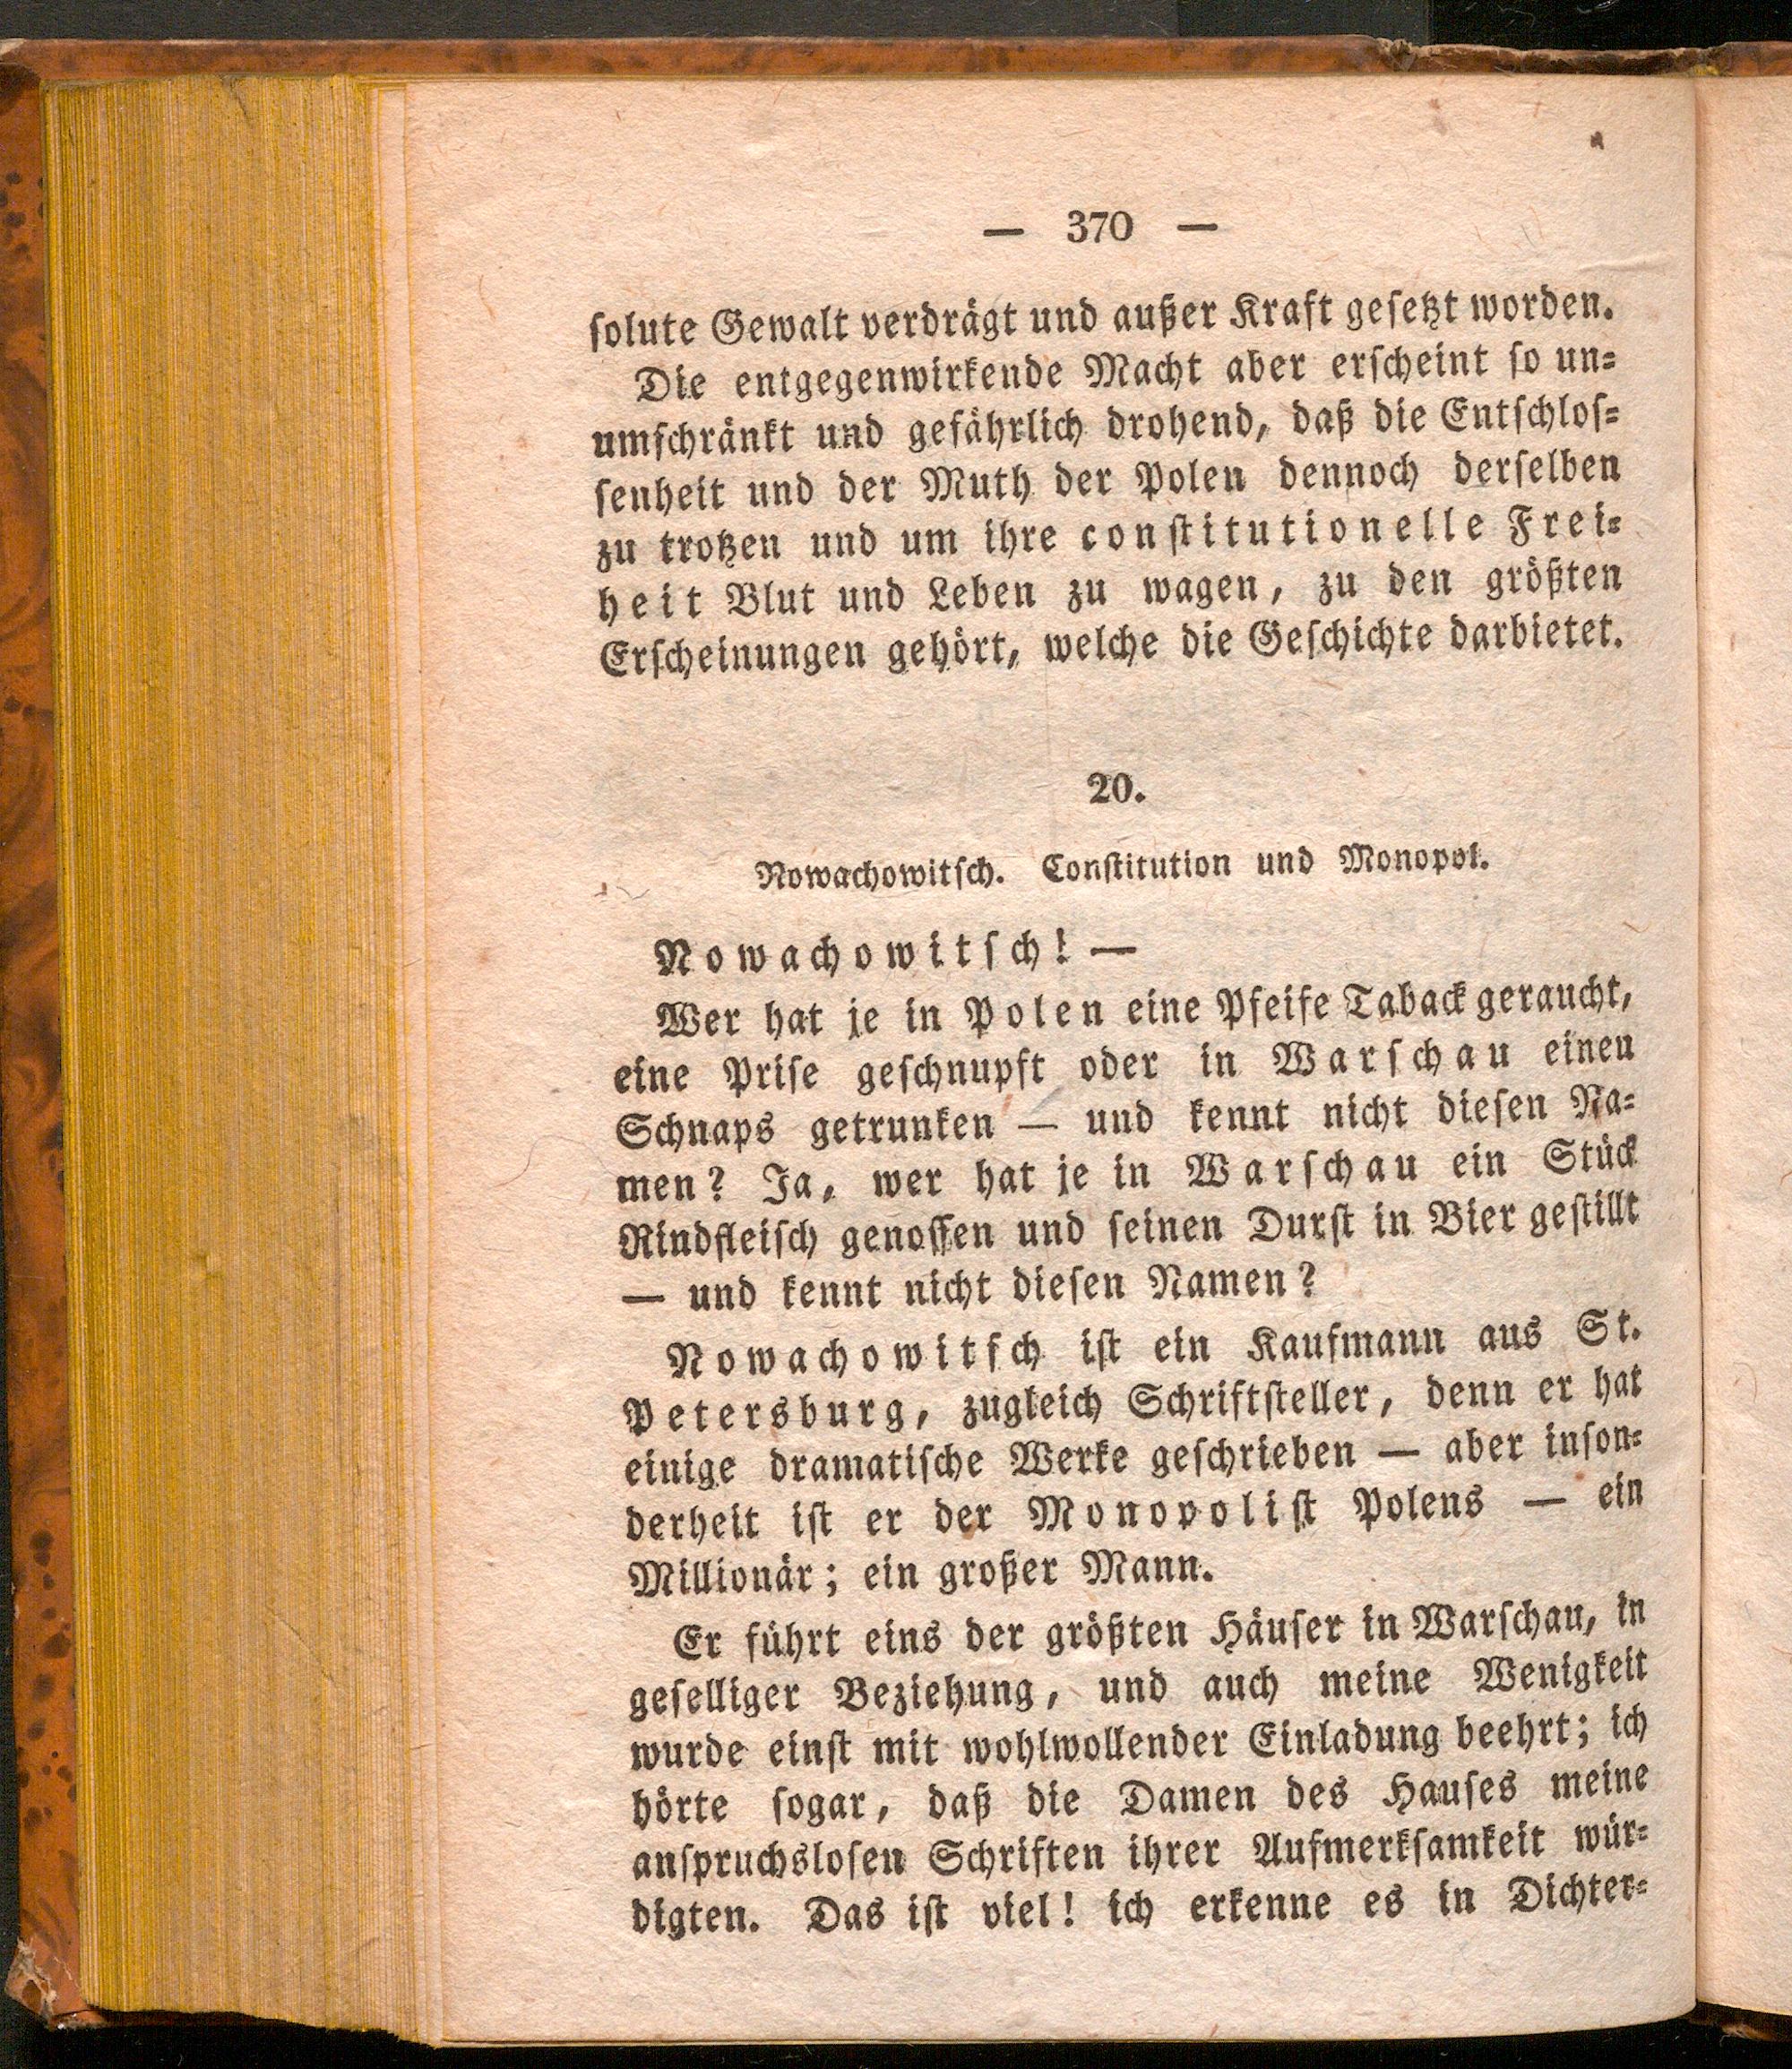 — 370 —
ſolute Gewalt verdrägt und außer Kraft geſetzt worden.
Die entgegenwirkende Macht aber erſcheint ſo un⸗
umſchränkt und gefährlich drohend, daß die Entſchloſ⸗
ſenheit und der Muth der Polen dennoch derſelben
zu trotzen und um ihre conſtitutionelle Frei⸗
heit Blut und Leben zu wagen, zu den größten
Erſcheinungen gehört, welche die Geſchichte darbietet.
20.
Nowachowitſch. Conſtitution und Monopol.
Nowachowitſch! —
Wer hat je in Polen eine Pfeife Taback geraucht,
eine Priſe geſchnupft oder in Warſchau einen
Schnaps getrunken — und kennt nicht dieſen Na⸗
men? Ja, wer hat je in Warſchau ein Stück
Rindfleiſch genoſſen und ſeinen Durſt in Bier geſtillt
— und kennt nicht dieſen Namen?
Nowachowitſch iſt ein Kaufmann aus St.
Petersburg, zugleich Schriftſteller, denn er hat
einige dramatiſche Werke geſchrieben — aber inſon⸗
derheit iſt er der Monopoliſt Polens — ein
Millionär; ein großer Mann.
Er führt eins der größten Häuſer in Warſchau, in
geſelliger Beziehung, und auch meine Wenigkeit
wurde einſt mit wohlwollender Einladung beehrt; ich
hörte ſogar, daß die Damen des Hauſes meine
anſpruchsloſen Schriften ihrer Aufmerkſamkeit wür⸗
digten. Das iſt viel! ich erkenne es in Dichter⸗